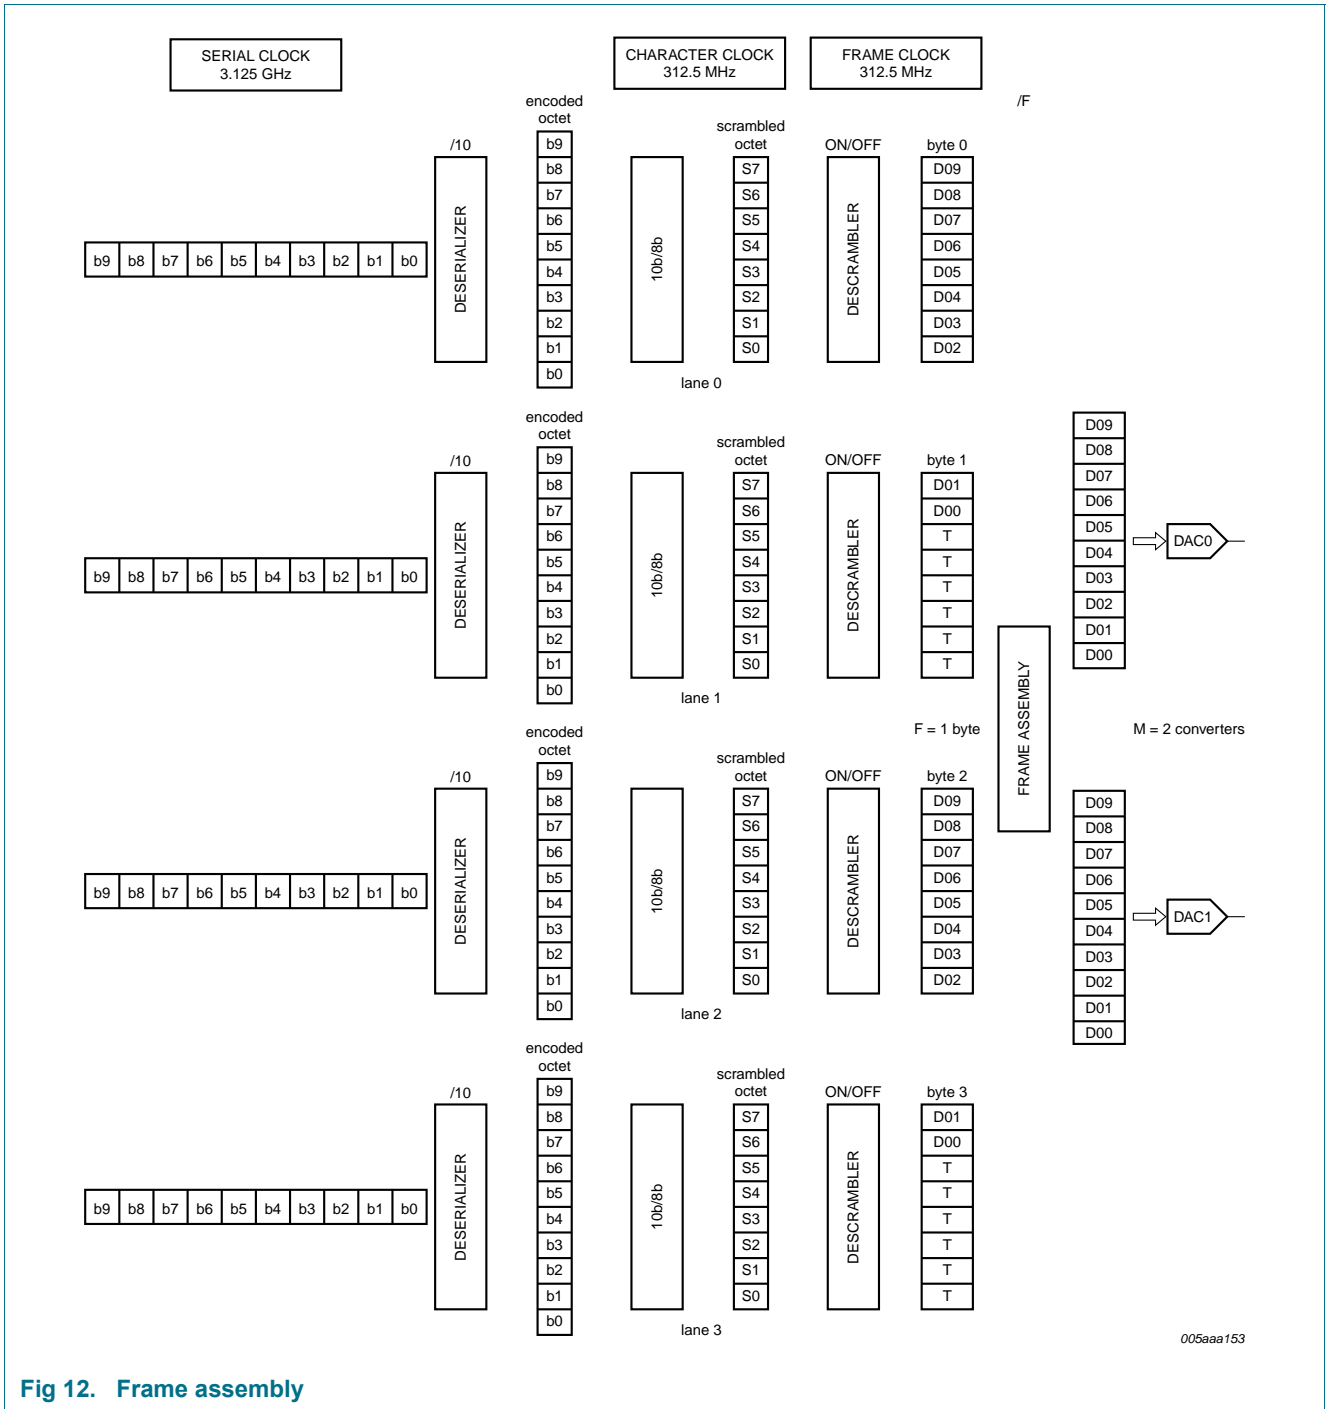 SERIAL CLOCK
3.125 GHz
CHARACTER CLOCK
312.5 MHz
FRAME CLOCK
312.5 MHz
/F
encoded
octet
/10
scrambled
octet
ON/OFF
byte 0
b9 b8 b7 b6 b5 b4 b3 b2 b1 b0
DESERIALIZER
b9
b8
b7
b6
b5
b4
b3
b2
b1
b0
10b/8b
S7
S6
S5
S4
S3
S2
S1
S0
DESCRAMBLER
D09
D08
D07
D06
D05
D04
D03
D02
lane 0
encoded
octet
/10
scrambled
octet
ON/OFF
byte 1
b9 b8 b7 b6 b5 b4 b3 b2 b1 b0
DESERIALIZER
b9
b8
b7
b6
b5
b4
b3
b2
b1
b0
10b/8b
S7
S6
S5
S4
S3
S2
S1
S0
DESCRAMBLER
D01
D00
T
T
T
T
T
T
lane 1
D09
D08
D07
D06
D05
D04
D03
D02
D01
D00
DAC0
F = 1 byte
FRAME ASSEMBLY
M = 2 converters
encoded
octet
/10
scrambled
octet
ON/OFF
byte 2
b9 b8 b7 b6 b5 b4 b3 b2 b1 b0
DESERIALIZER
b9
b8
b7
b6
b5
b4
b3
b2
b1
b0
10b/8b
S7
S6
S5
S4
S3
S2
S1
S0
DESCRAMBLER
D09
D08
D07
D06
D05
D04
D03
D02
lane 2
D09
D08
D07
D06
D05
D04
D03
D02
D01
D00
DAC1
encoded
octet
/10
scrambled
octet
ON/OFF
byte 3
b9 b8 b7 b6 b5 b4 b3 b2 b1 b0
DESERIALIZER
b9
b8
b7
b6
b5
b4
b3
b2
b1
b0
10b/8b
S7
S6
S5
S4
S3
S2
S1
S0
DESCRAMBLER
D01
D00
T
T
T
T
T
T
lane 3
005aaa153
Fig 12. Frame assembly